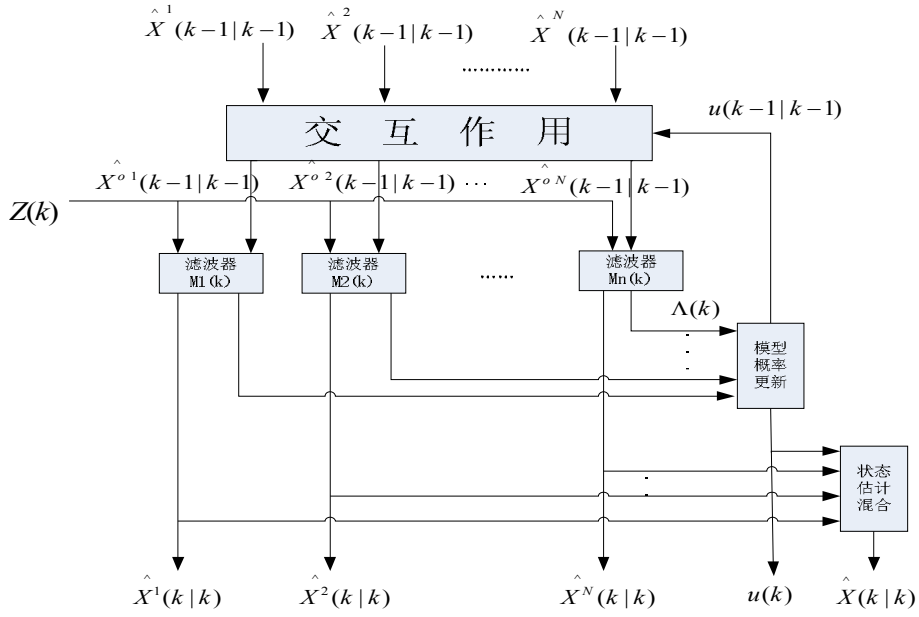 X̂¹(k−1|k−1) X̂²(k−1|k−1) X̂ᴺ(k−1|k−1)
…………
u(k−1|k−1)
交 互 作 用
X̂ᵒ¹(k−1|k−1) X̂ᵒ²(k−1|k−1) ··· X̂ᵒᴺ(k−1|k−1)
Z(k)
滤波器
M1(k)
滤波器
M2(k)
……
滤波器
Mn(k)
Λ(k)
模型
概率
更新
状态
估计
混合
X̂¹(k|k) X̂²(k|k) X̂ᴺ(k|k) u(k) X̂(k|k)